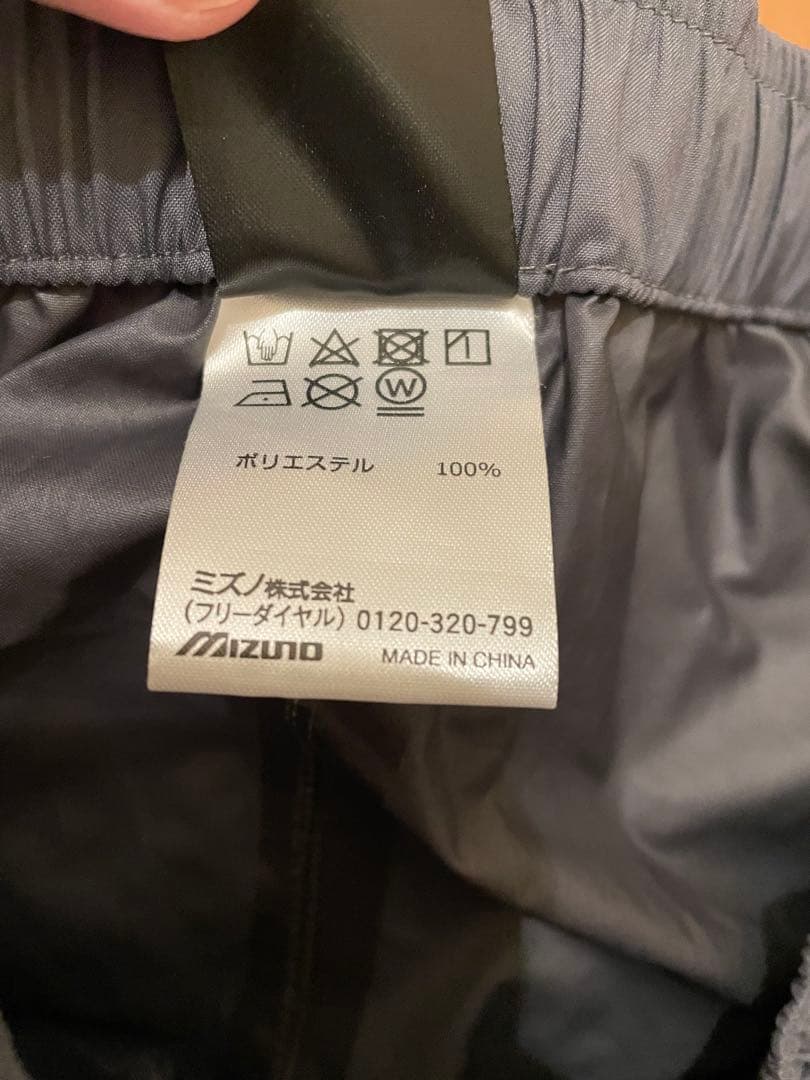 W
ポリエステル 100%
ミズノ株式会社
(フリーダイヤル) 0120-320-799
MIZUNO MADE IN CHINA